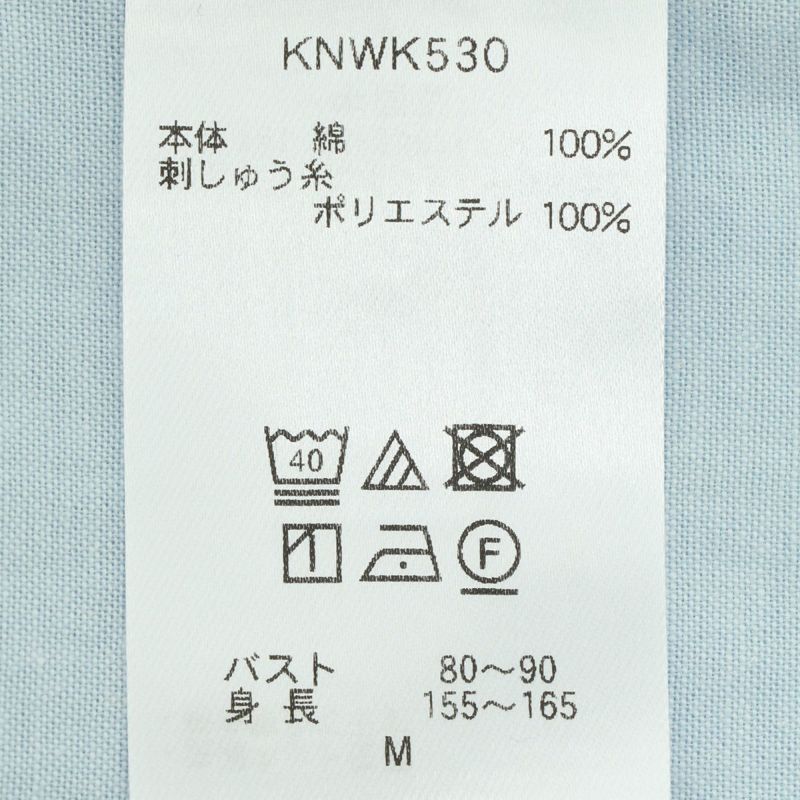 KNWK530
本体 綿 100%
刺しゅう糸
ポリエステル 100%
40
F
バスト 80～90
身長 155～165
M